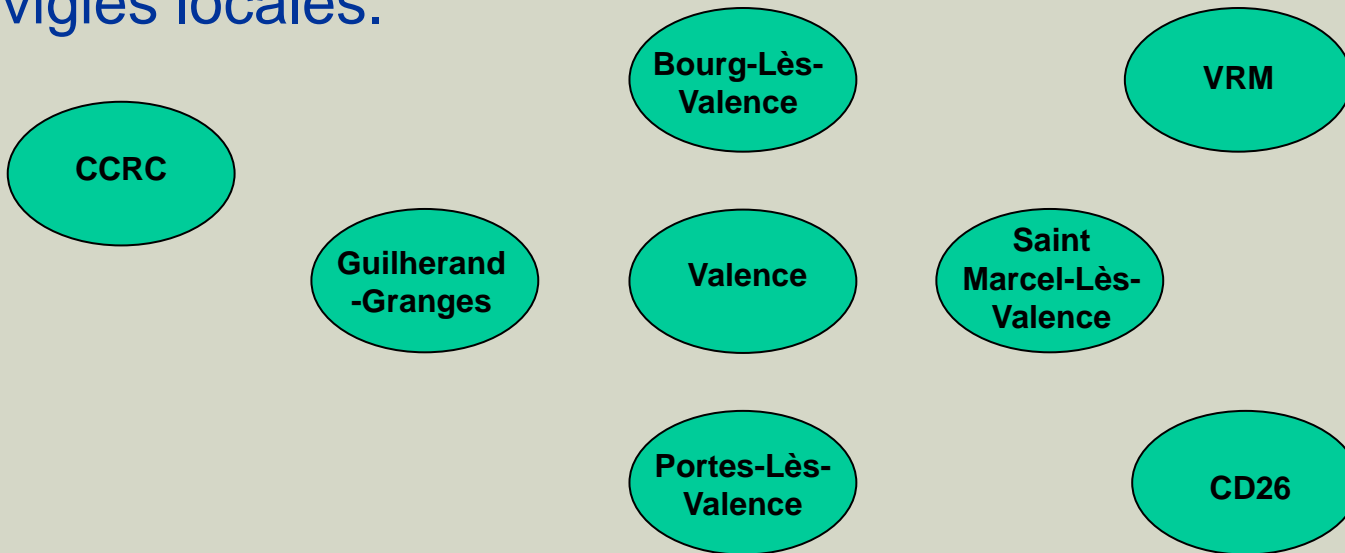 vigies locales.
Bourg-Lès-
Valence
VRM
CCRC
Guilherand
-Granges
Valence
Saint
Marcel-Lès-
Valence
Portes-Lès-
Valence
CD26